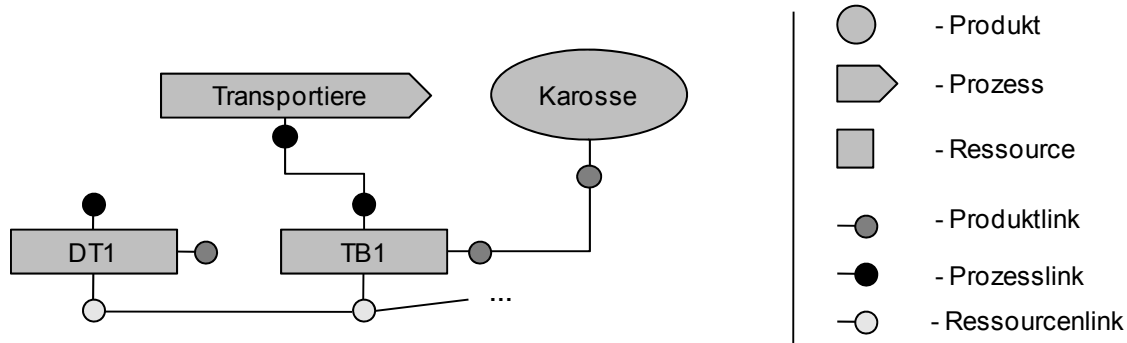 Transportiere
Karosse
DT1
TB1
...
- Produkt
- Prozess
- Ressource
- Produktlink
- Prozesslink
- Ressourcenlink